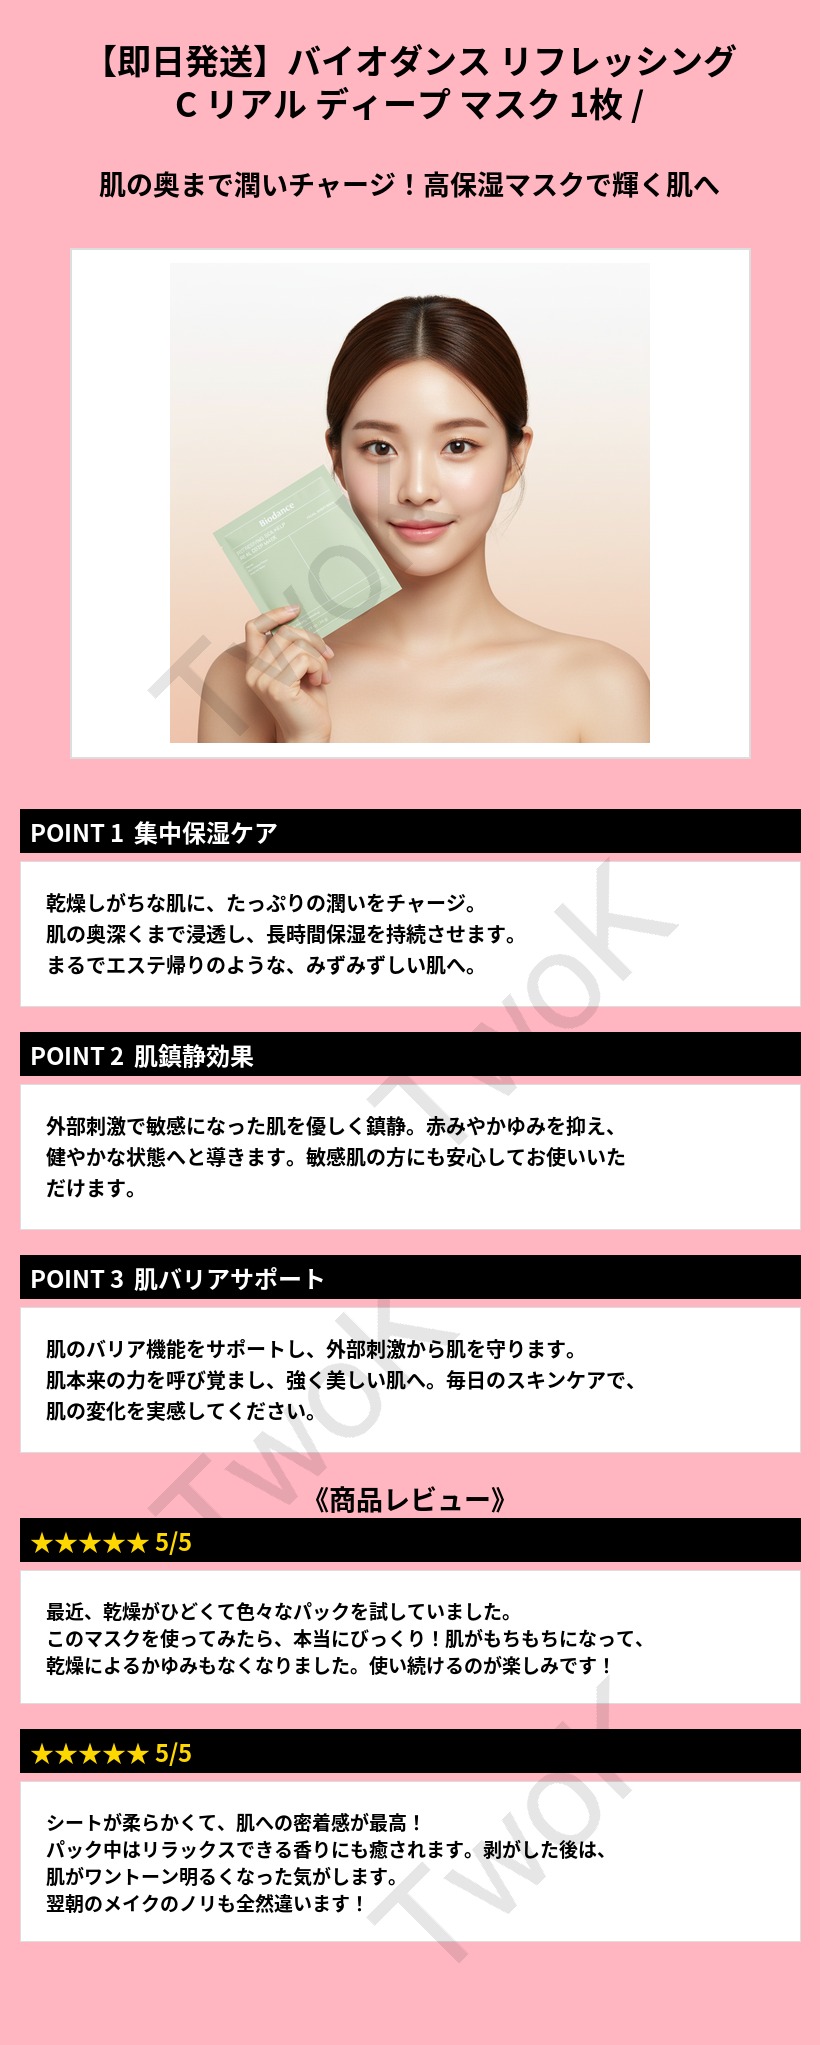 【即日発送】バイオダンス リフレッシング
C リアル ディープ マスク 1枚 /
肌の奥まで潤いチャージ！高保湿マスクで輝く肌へ
Biodance
TwoK
POINT 1 集中保湿ケア
乾燥しがちな肌に、たっぷりの潤いをチャージ。
肌の奥深くまで浸透し、長時間保湿を持続させます。
まるでエステ帰りのような、みずみずしい肌へ。
TwoK
POINT 2 肌鎮静効果
外部刺激で敏感になった肌を優しく鎮静。赤みやかゆみを抑え、
健やかな状態へと導きます。敏感肌の方にも安心してお使いいた
だけます。
POINT 3 肌バリアサポート
肌のバリア機能をサポートし、外部刺激から肌を守ります。
肌本来の力を呼び覚まし、強く美しい肌へ。毎日のスキンケアで、
肌の変化を実感してください。
TwoK
《商品レビュー》
★★★★★ 5/5
最近、乾燥がひどくて色々なパックを試していました。
このマスクを使ってみたら、本当にびっくり！肌がもちもちになって、
乾燥によるかゆみもなくなりました。使い続けるのが楽しみです！
★★★★★ 5/5
シートが柔らかくて、肌への密着感が最高！
パック中はリラックスできる香りにも癒されます。剥がした後は、
肌がワントーン明るくなった気がします。
翌朝のメイクのノリも全然違います！
TwoK